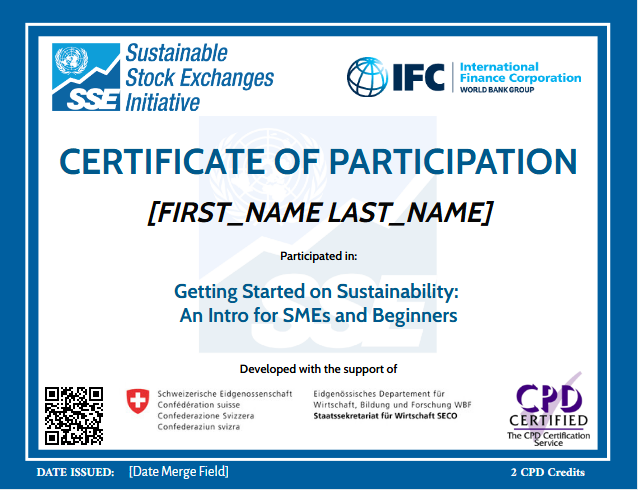 Sustainable
Stock Exchanges
Initiative
SSE
IFC
International
Finance Corporation
WORLD BANK GROUP
CERTIFICATE OF PARTICIPATION
[FIRST_NAME LAST_NAME]
Participated in:
Getting Started on Sustainability:
An Intro for SMEs and Beginners
SSE
Developed with the support of
Schweizerische Eidgenossenschaft
Confédération suisse
Confederazione Svizzera
Confederaziun svizra
Eidgenössisches Departement für
Wirtschaft, Bildung und Forschung WBF
Staatssekretariat für Wirtschaft SECO
CPD
CERTIFIED
The CPD Certification
Service
DATE ISSUED: [Date Merge Field]
2 CPD Credits